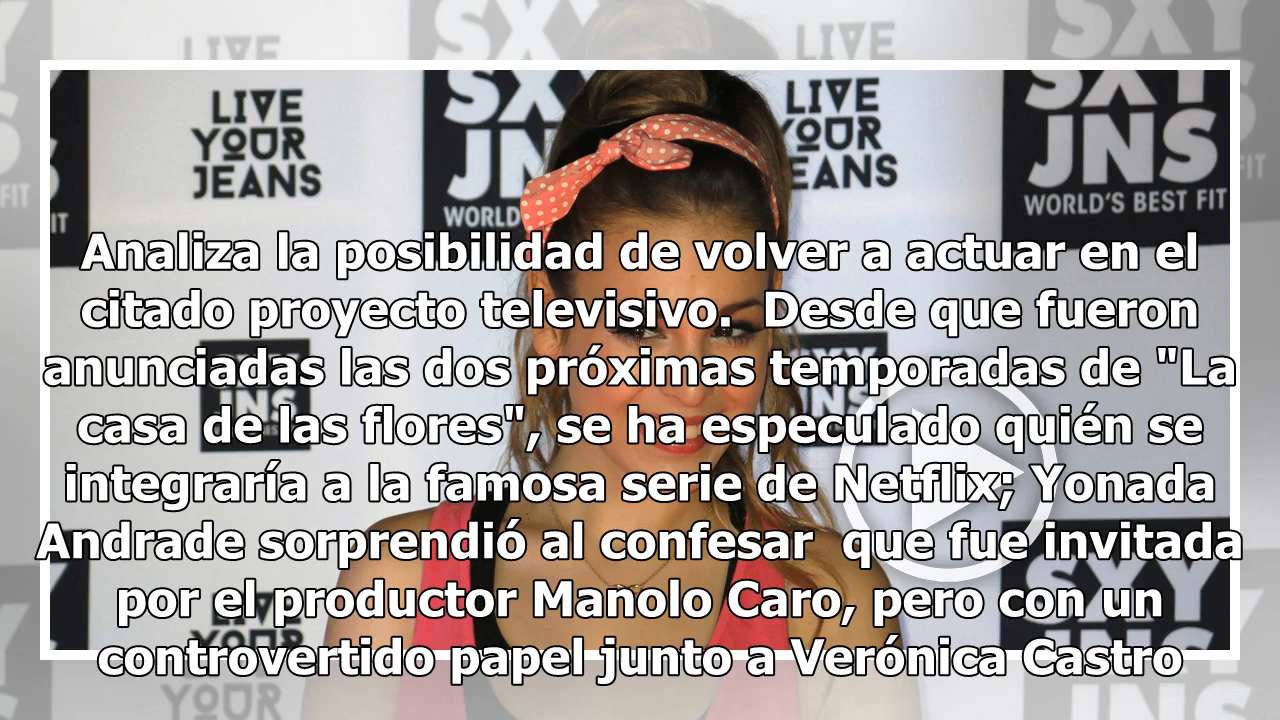 LIVE
YOUR
JEANS
SXY
JNS
WORLD
LIVE
YOUR
JEANS
SXY
JNS
WORLD'S BEST FIT
Analiza la posibilidad de volver a actuar en el
citado proyecto televisivo.  Desde que fueron
anunciadas las dos próximas temporadas de "La
casa de las flores", se ha especulado quién se
integraría a la famosa serie de Netflix; Yonada
Andrade sorprendió al confesar  que fue invitada
por el productor Manolo Caro, pero con un
controvertido papel junto a Verónica Castro